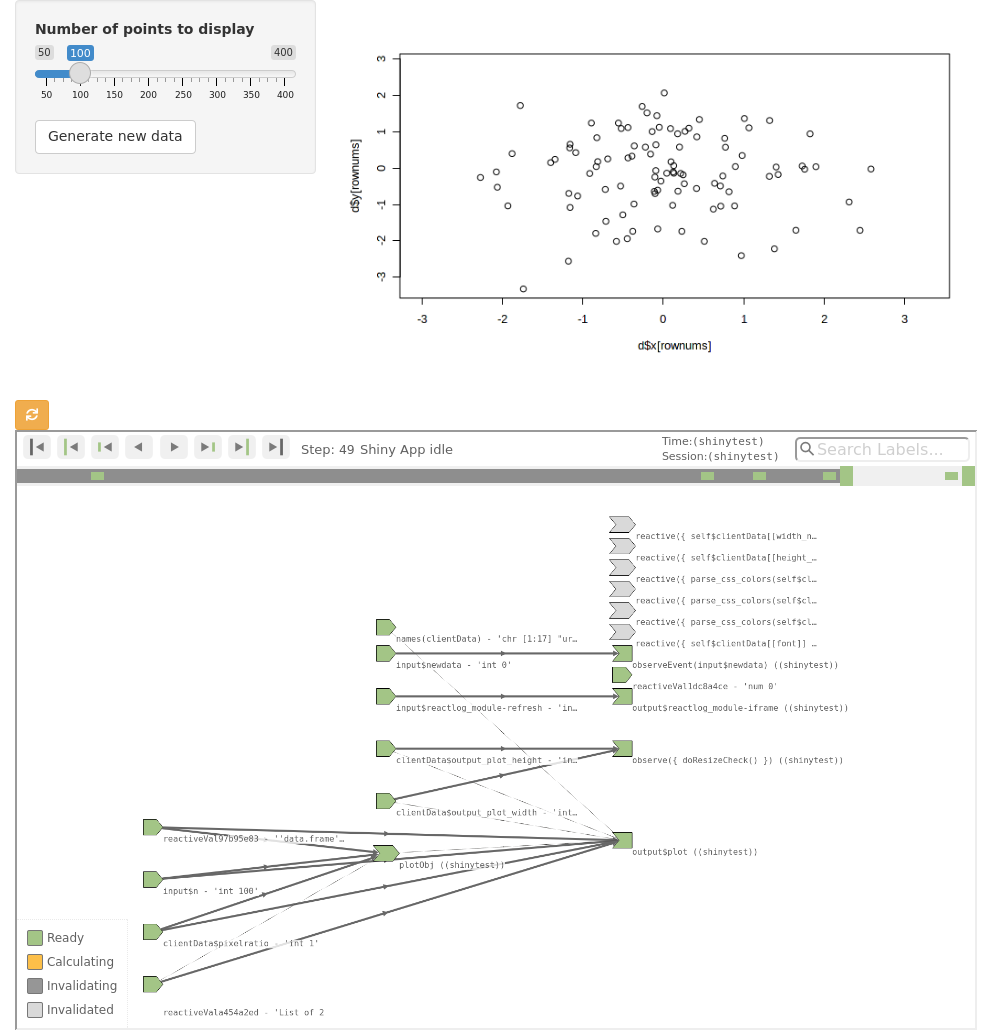 Number of points to display
50 100 400
50 100 150 200 250 300 350 400
Generate new data
3
2
1
0
-1
-2
-3
d$y[rownums]
-3 -2 -1 0 1 2 3
d$x[rownums]
Step: 49 Shiny App idle
Time:(shinytest)
Session:(shinytest)
Search Labels...
reactive({ self$clientData[[width_n…
reactive({ self$clientData[[height_…
reactive({ parse_css_colors(self$cl…
reactive({ parse_css_colors(self$cl…
reactive({ parse_css_colors(self$cl…
reactive({ self$clientData[[font]] …
names(clientData) - 'chr [1:17] "ur…
input$newdata - 'int 0'
observeEvent(input$newdata) ((shinytest))
reactiveVal1dc8a4ce - 'num 0'
input$reactlog_module-refresh - 'in…
output$reactlog_module-iframe ((shinytest))
clientData$output_plot_height - 'in…
observe({ doResizeCheck() }) ((shinytest))
clientData$output_plot_width - 'int…
reactiveVal97b95e83 - ''data.frame'…
output$plot ((shinytest))
plotObj ((shinytest))
input$n - 'int 100'
clientData$pixelratio - 'int 1'
reactiveVala454a2ed - 'List of 2
Ready
Calculating
Invalidating
Invalidated